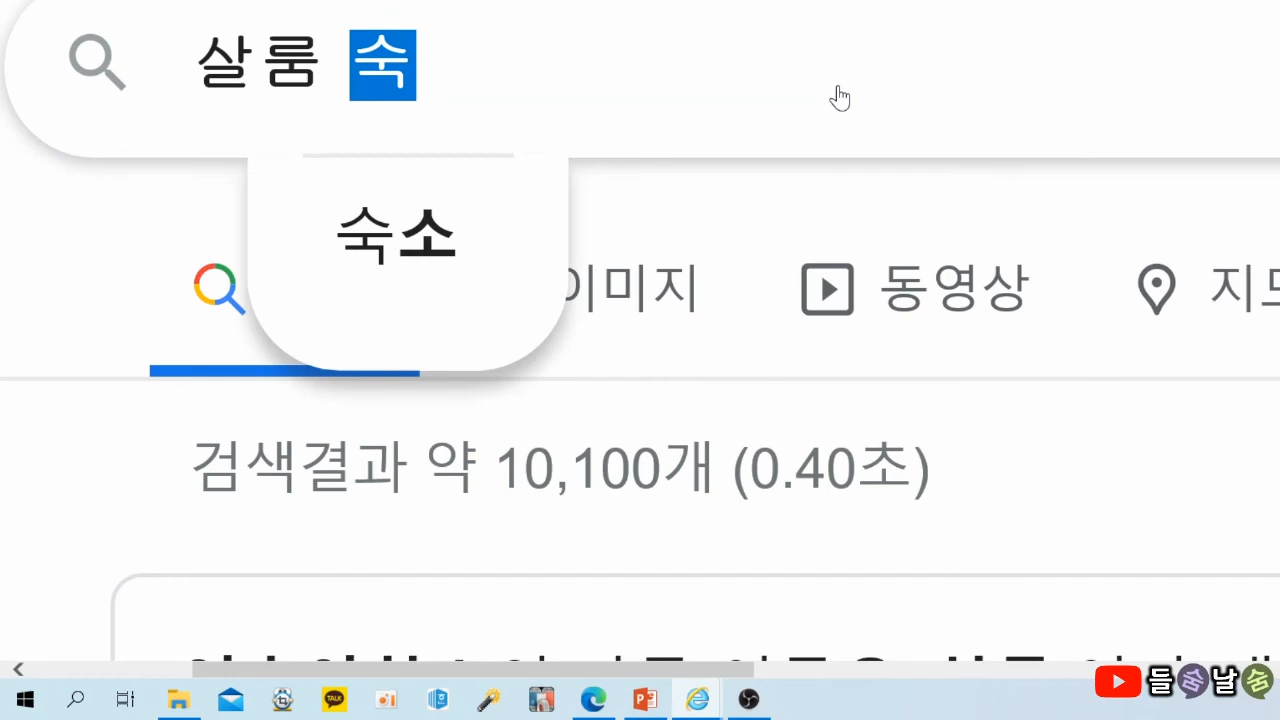 살룸 숙
숙소
이미지
동영상
지도
검색결과 약 10,100개 (0.40초)
TALK
들숨날숨